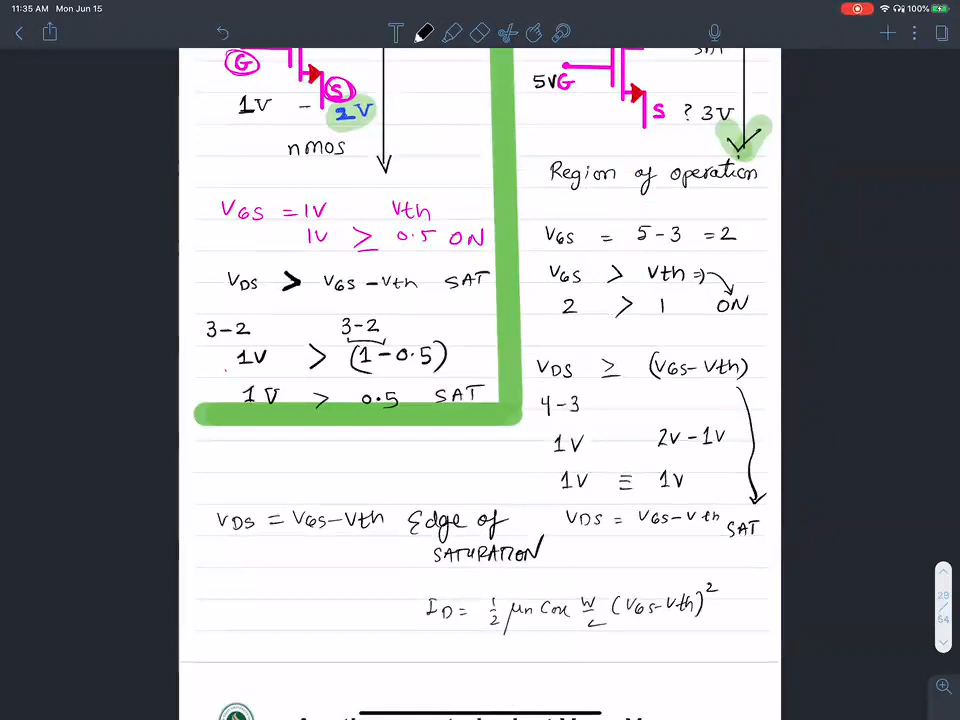 11:35 AM Mon Jun 15
100%
G
S
1V – 2V
nmos
VGS = 1V Vth
1V ≥ 0.5 ON
VDS > VGS – Vth SAT
3-2 3-2
1V > (1 – 0.5)
1V > 0.5 SAT
5V G
S ? 3V
Region of operation
VGS = 5 – 3 = 2
VGS > Vth ⇒
2 > 1 ON
VDS ≥ (VGS – Vth)
4-3
1V 2V – 1V
1V ≡ 1V
VDS = VGS – Vth
SAT
VDS = VGS – Vth Edge of
SATURATION
ID = 1/2 μn Cox W/L (VGS – Vth)²
29
/
54